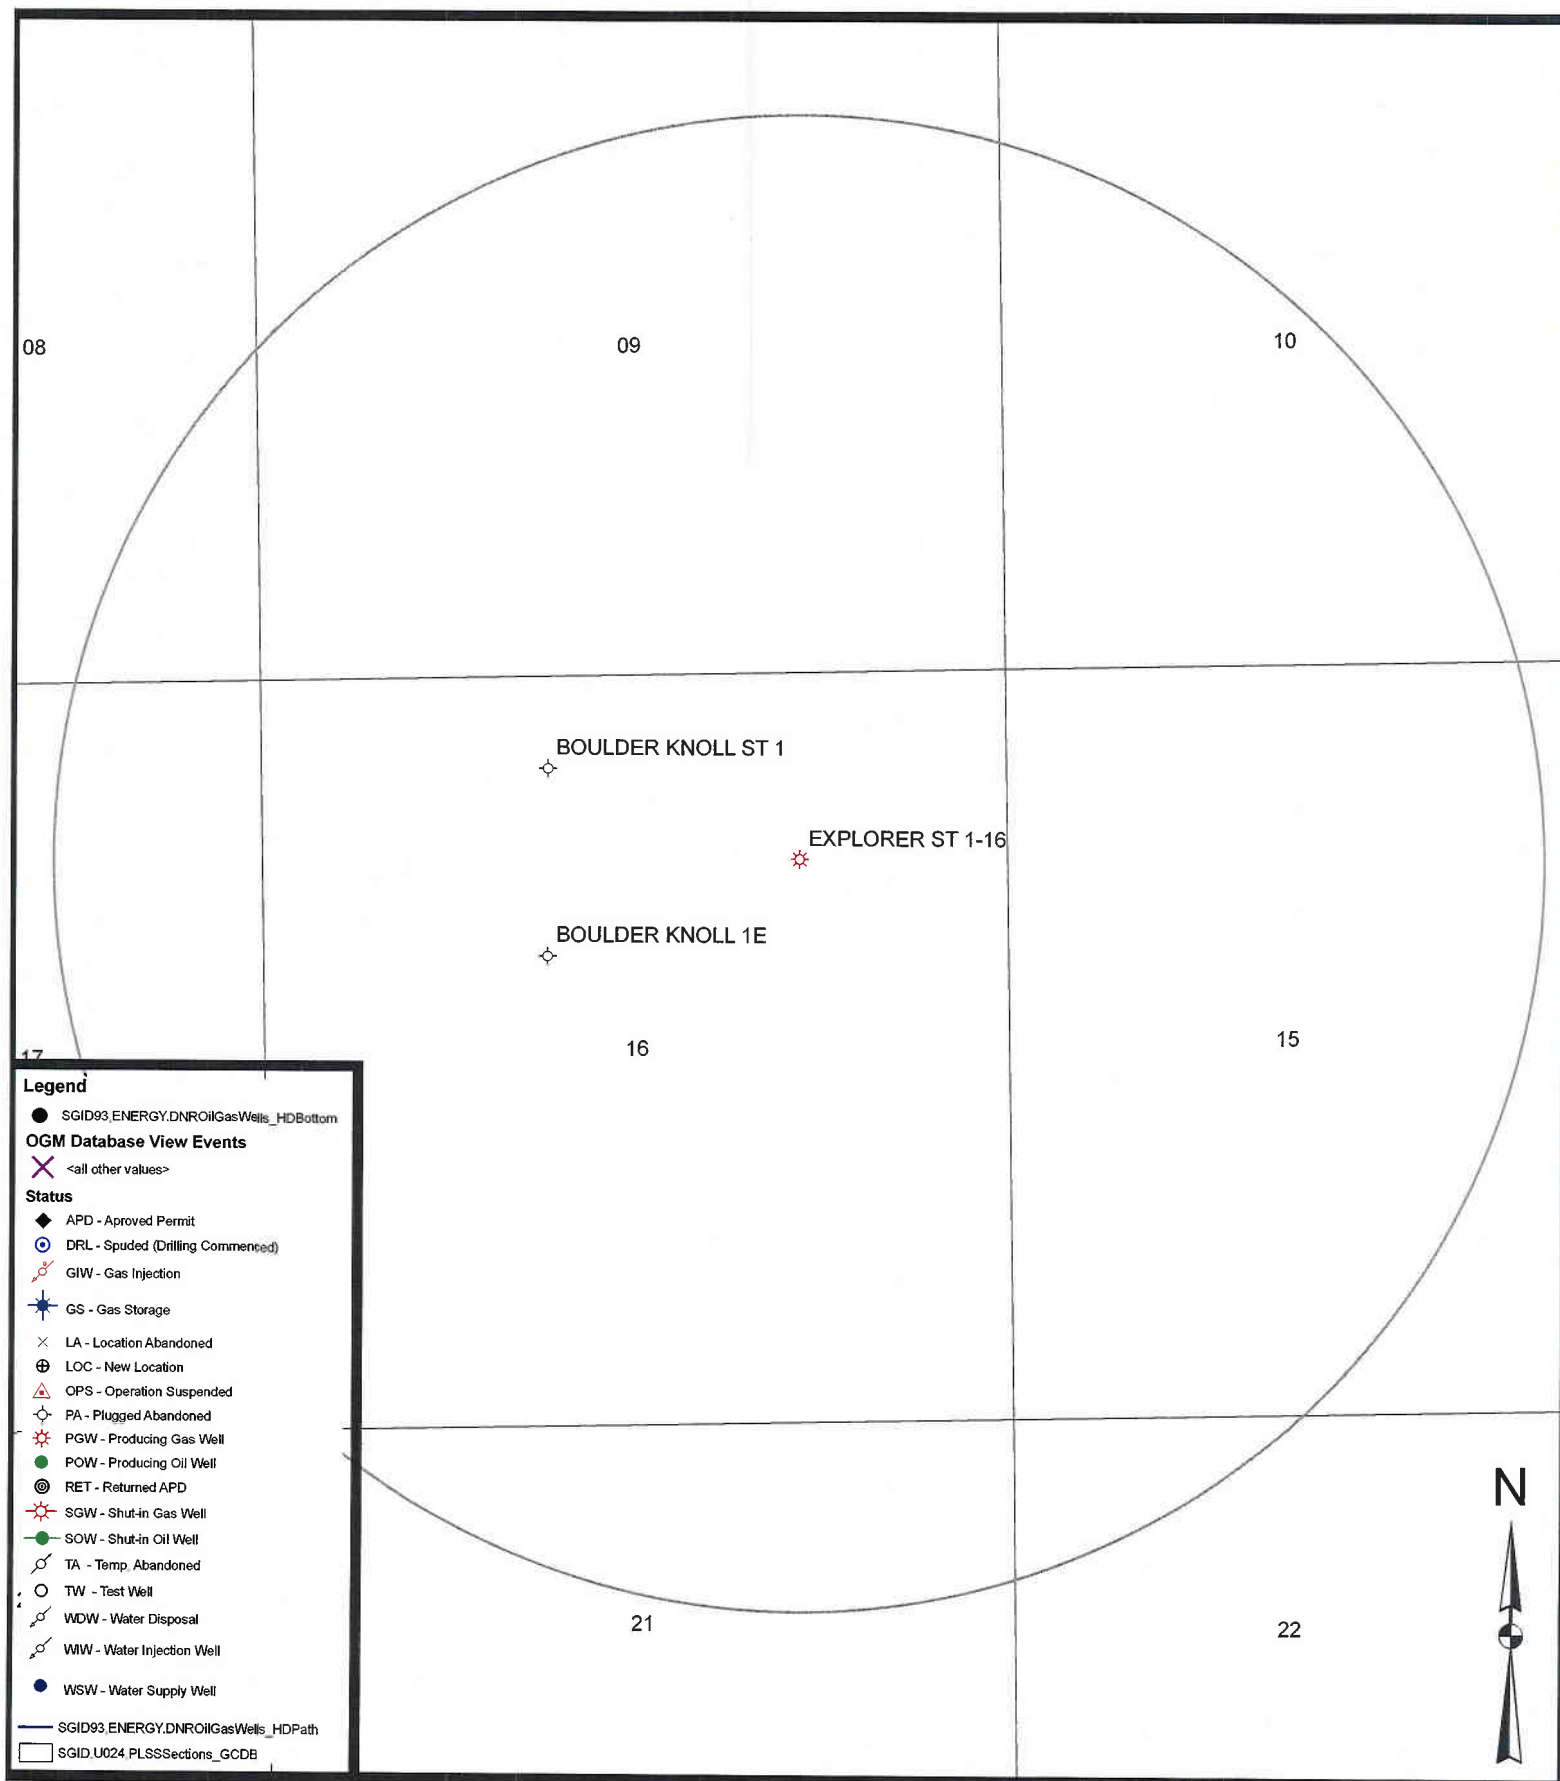 08
09
10
BOULDER KNOLL ST 1
EXPLORER ST 1-16
BOULDER KNOLL 1E
16
15
17
Legend
SGID93.ENERGY.DNROilGasWells_HDBottom
OGM Database View Events
<all other values>
Status
APD - Aproved Permit
DRL - Spuded (Drilling Commenced)
GIW - Gas Injection
GS - Gas Storage
LA - Location Abandoned
LOC - New Location
OPS - Operation Suspended
PA - Plugged Abandoned
PGW - Producing Gas Well
POW - Producing Oil Well
RET - Returned APD
SGW - Shut-in Gas Well
SOW - Shut-in Oil Well
TA - Temp. Abandoned
TW - Test Well
WDW - Water Disposal
WIW - Water Injection Well
WSW - Water Supply Well
SGID93.ENERGY.DNROilGasWells_HDPath
SGID.U024.PLSSSections_GCDB
21
22
N